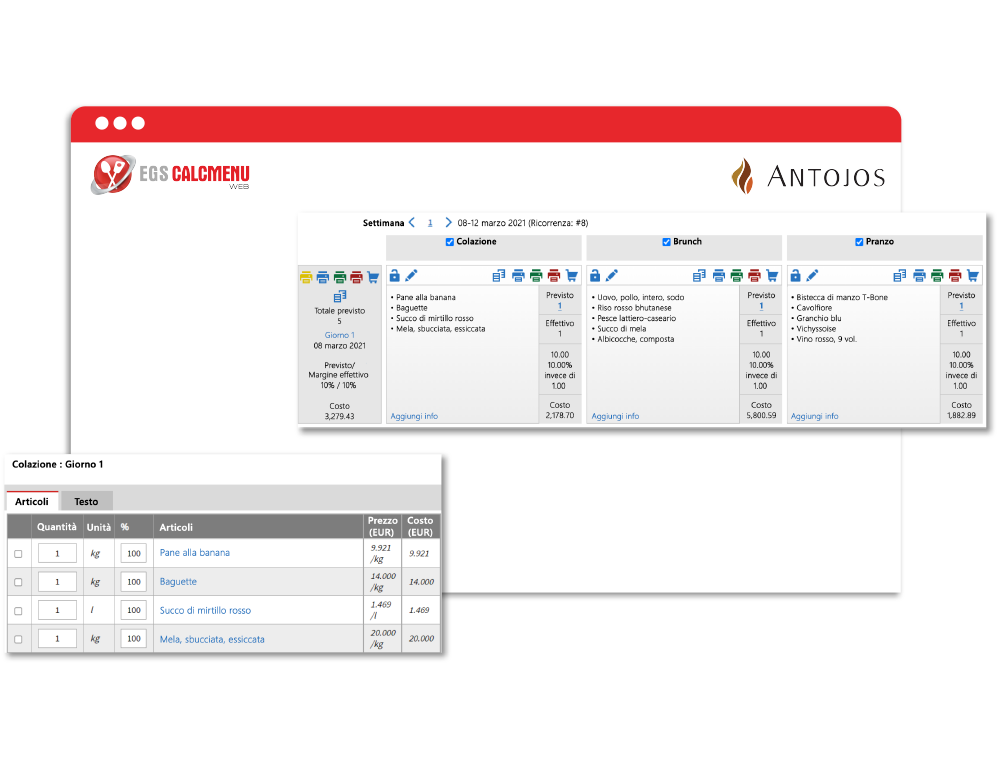 EGS CALCMENU
WEB
ANTOJOS
Settimana 1 08-12 marzo 2021 (Ricorrenza: #8)
Colazione Brunch Pranzo
Totale previsto
5
Giorno 1
08 marzo 2021
Previsto/
Margine effettivo
10% / 10%
Costo
3,279.43
• Pane alla banana
• Baguette
• Succo di mirtillo rosso
• Mela, sbucciata, essiccata
Aggiungi info
Previsto
1
Effettivo
1
10.00
10.00%
invece di
1.00
Costo
2,178.70
• Uovo, pollo, intero, sodo
• Riso rosso bhutanese
• Pesce lattiero-caseario
• Succo di mela
• Albicocche, composta
Aggiungi info
Previsto
1
Effettivo
1
10.00
10.00%
invece di
1.00
Costo
5,800.59
• Bistecca di manzo T-Bone
• Cavolfiore
• Granchio blu
• Vichyssoise
• Vino rosso, 9 vol.
Aggiungi info
Previsto
1
Effettivo
1
10.00
10.00%
invece di
1.00
Costo
1,882.89
Colazione : Giorno 1
Articoli Testo
Quantità Unità % Articoli Prezzo (EUR) Costo (EUR)
1 kg 100 Pane alla banana 9.921 /kg 9.921
1 kg 100 Baguette 14.000 /kg 14.000
1 l 100 Succo di mirtillo rosso 1.469 /l 1.469
1 kg 100 Mela, sbucciata, essiccata 20.000 /kg 20.000